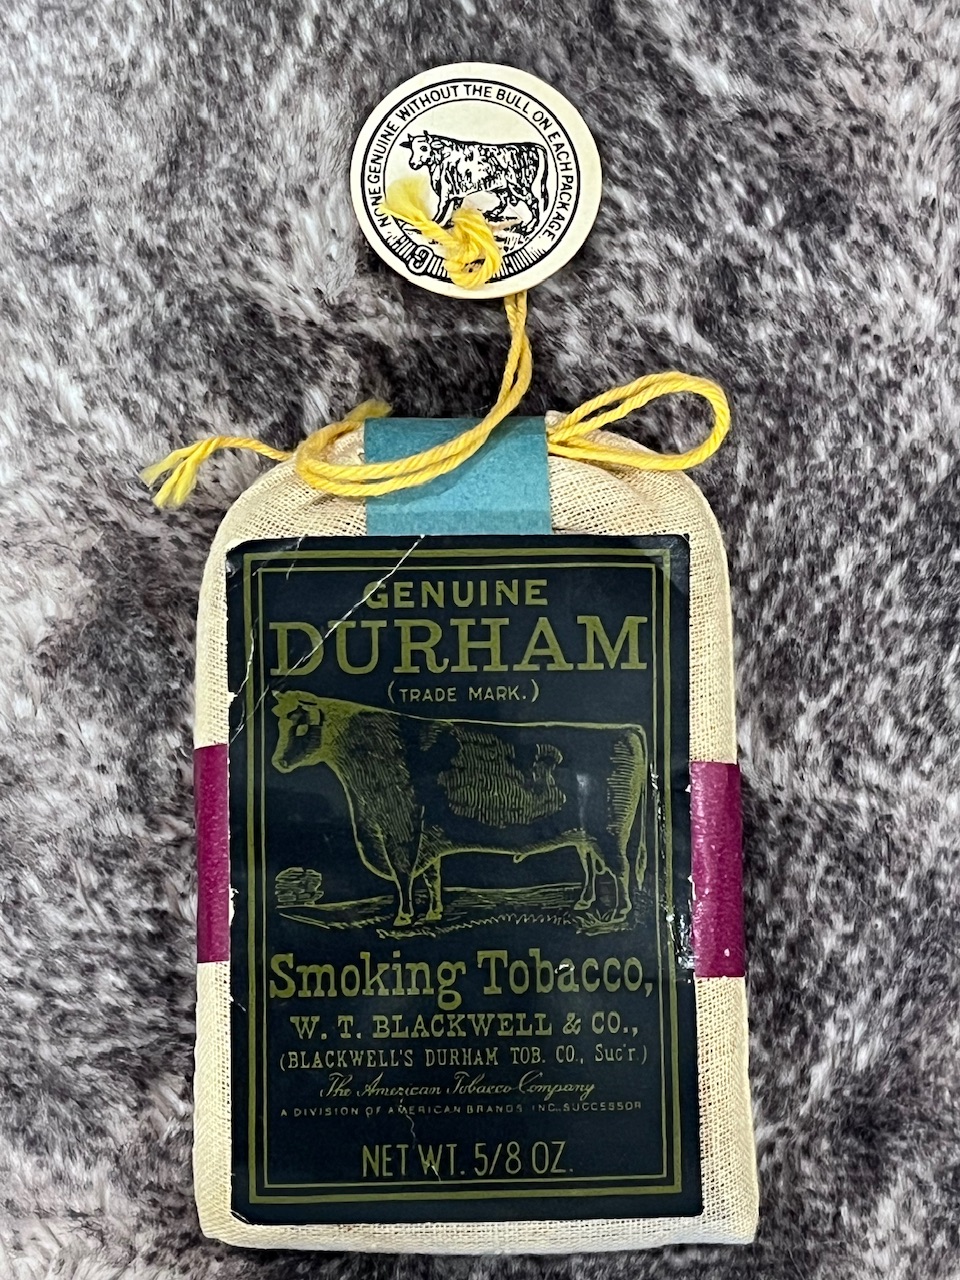 NONE GENUINE WITHOUT THE BULL ON EACH PACKAGE
GENUINE
DURHAM
(TRADE MARK.)
Smoking Tobacco,
W. T. BLACKWELL & CO.,
(BLACKWELL'S DURHAM TOB. CO., Suc'r.)
The American Tobacco Company
A DIVISION OF AMERICAN BRANDS INC. SUCCESSOR
NET WT. 5/8 OZ.